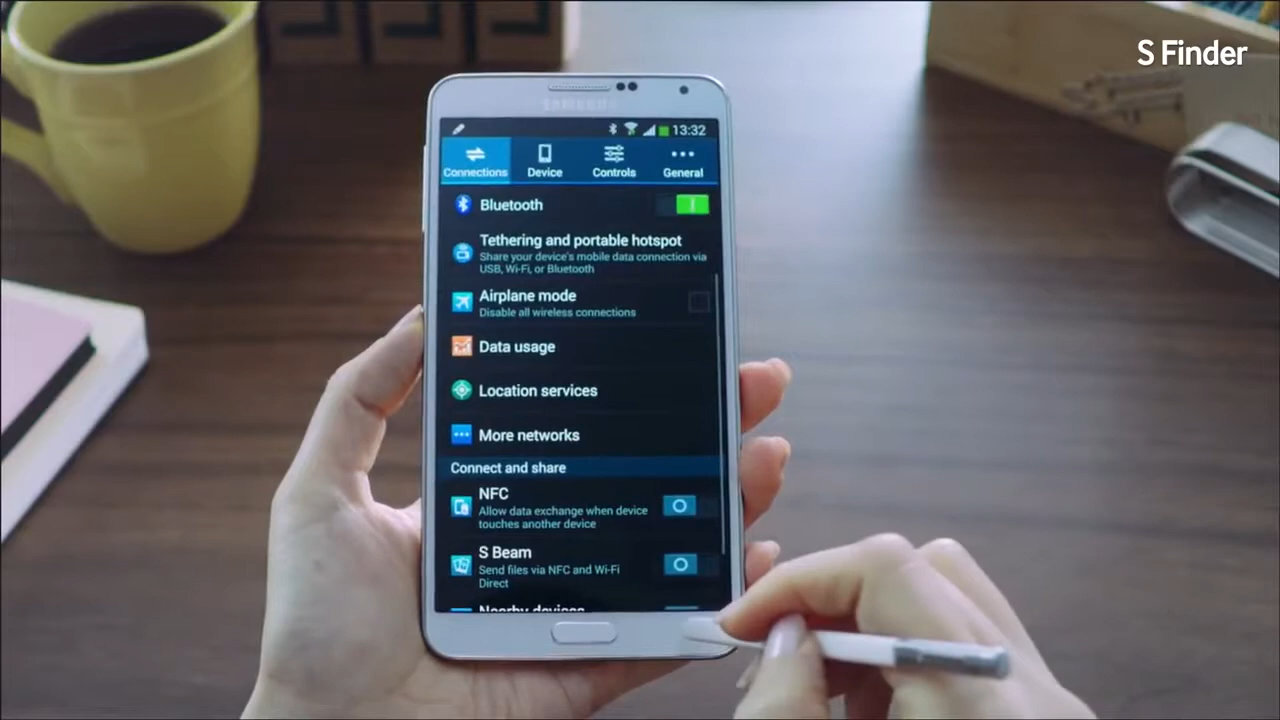 S Finder
SAMSUNG
13:32
Connections
Device
Controls
General
Bluetooth
Tethering and portable hotspot
Share your device's mobile data connection via
USB, Wi-Fi, or Bluetooth
Airplane mode
Disable all wireless connections
Data usage
Location services
More networks
Connect and share
NFC
Allow data exchange when device
touches another device
S Beam
Send files via NFC and Wi-Fi
Direct
Nearby devices